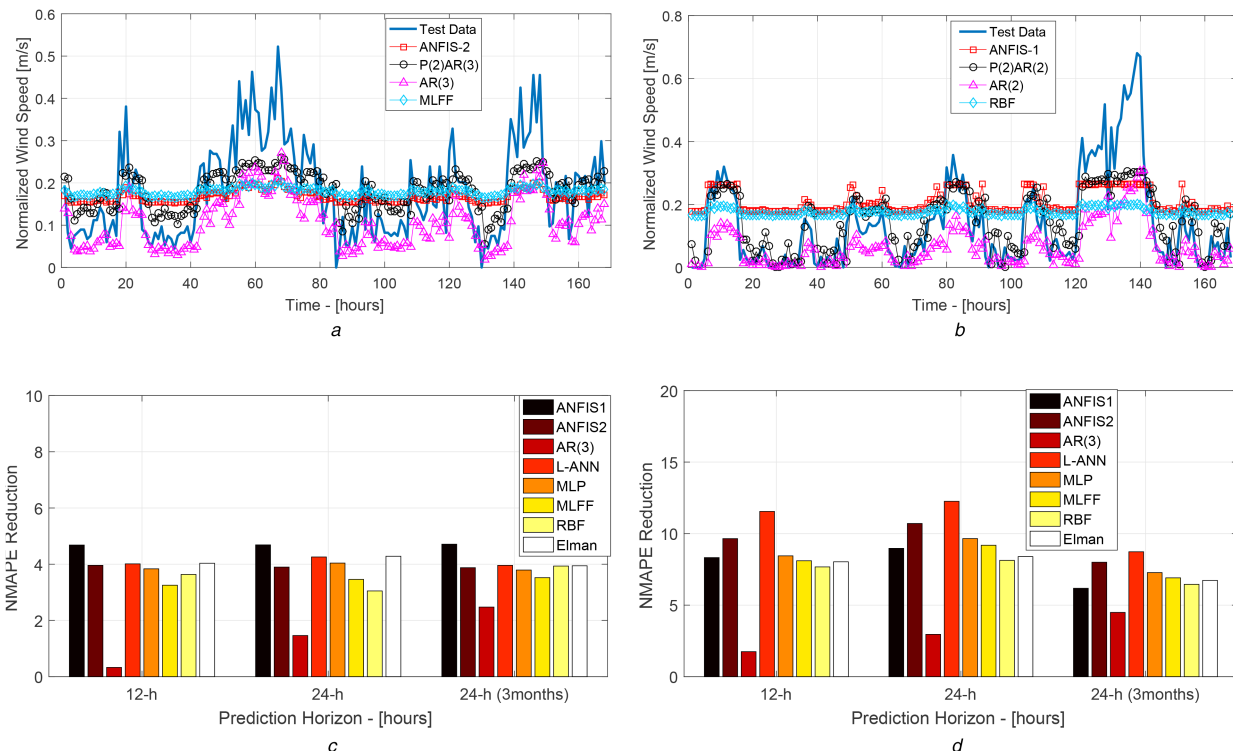 0.6
0.5
0.4
0.3
0.2
0.1
0
Normalized Wind Speed [m/s]
Test Data
ANFIS-2
P(2)AR(3)
AR(3)
MLFF
0 20 40 60 80 100 120 140 160
Time - [hours]
a
0.8
0.6
0.4
0.2
0
Normalized Wind Speed [m/s]
Test Data
ANFIS-1
P(2)AR(2)
AR(2)
RBF
0 20 40 60 80 100 120 140 160
Time - [hours]
b
10
8
6
4
2
0
NMAPE Reduction
ANFIS1
ANFIS2
AR(3)
L-ANN
MLP
MLFF
RBF
Elman
12-h 24-h 24-h (3months)
Prediction Horizon - [hours]
c
20
15
10
5
0
NMAPE Reduction
ANFIS1
ANFIS2
AR(3)
L-ANN
MLP
MLFF
RBF
Elman
12-h 24-h 24-h (3months)
Prediction Horizon - [hours]
d